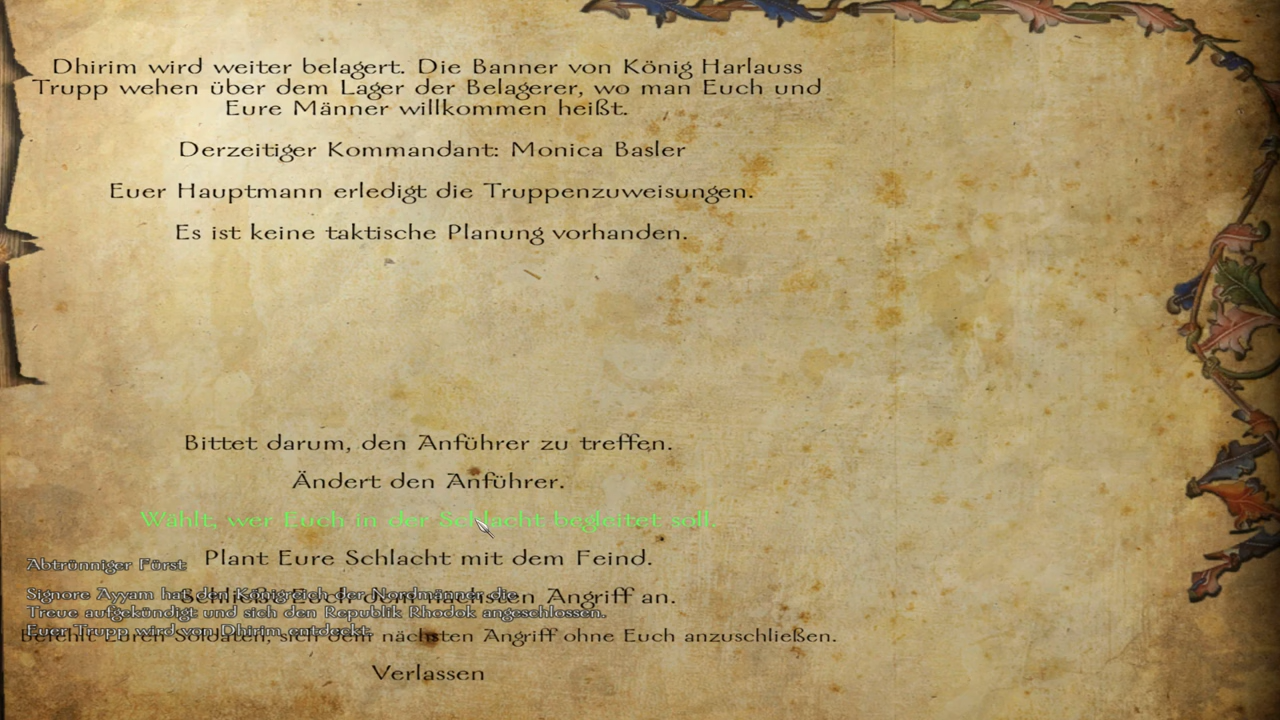 Dhirim wird weiter belagert. Die Banner von König Harlauss
Trupp wehen über dem Lager der Belagerer, wo man Euch und
Eure Männer willkommen heißt.
Derzeitiger Kommandant: Monica Basler
Euer Hauptmann erledigt die Truppenzuweisungen.
Es ist keine taktische Planung vorhanden.
Bittet darum, den Anführer zu treffen.
Ändert den Anführer.
Wählt, wer Euch in der Schlacht begleitet soll.
Plant Eure Schlacht mit dem Feind.
Abtrünniger Fürst:
Schließt Euch dem nächsten Angriff an.
Signore Ayyam hat den Königreich der Nordmänner die
Treue aufgekündigt und sich den Republik Rhodok angeschlossen.
Euer Trupp wird von Dhirim entdeckt.
Euren Soldaten, sich dem nächsten Angriff ohne Euch anzuschließen.
Verlassen